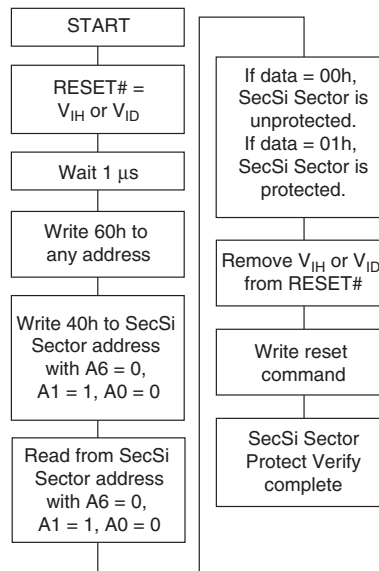 START
RESET# =
V_IH or V_ID
Wait 1 μs
Write 60h to
any address
Write 40h to SecSi
Sector address
with A6 = 0,
A1 = 1, A0 = 0
Read from SecSi
Sector address
with A6 = 0,
A1 = 1, A0 = 0
If data = 00h,
SecSi Sector is
unprotected.
If data = 01h,
SecSi Sector is
protected.
Remove V_IH or V_ID
from RESET#
Write reset
command
SecSi Sector
Protect Verify
complete